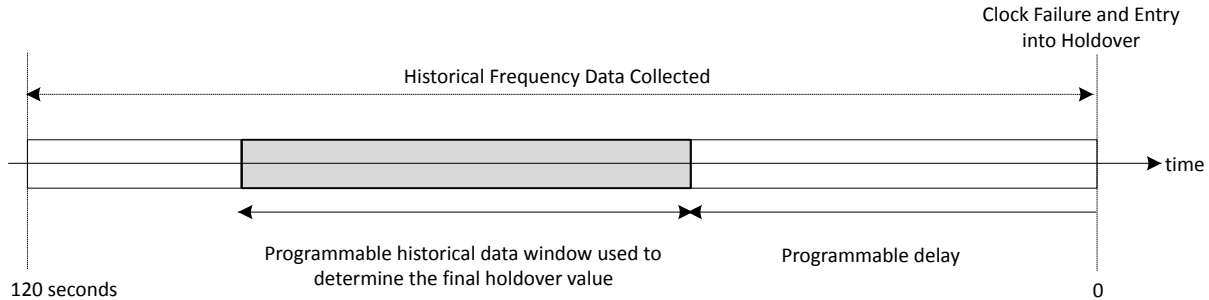 Clock Failure and Entry
into Holdover
Historical Frequency Data Collected
time
Programmable historical data window used to
determine the final holdover value
Programmable delay
120 seconds
0